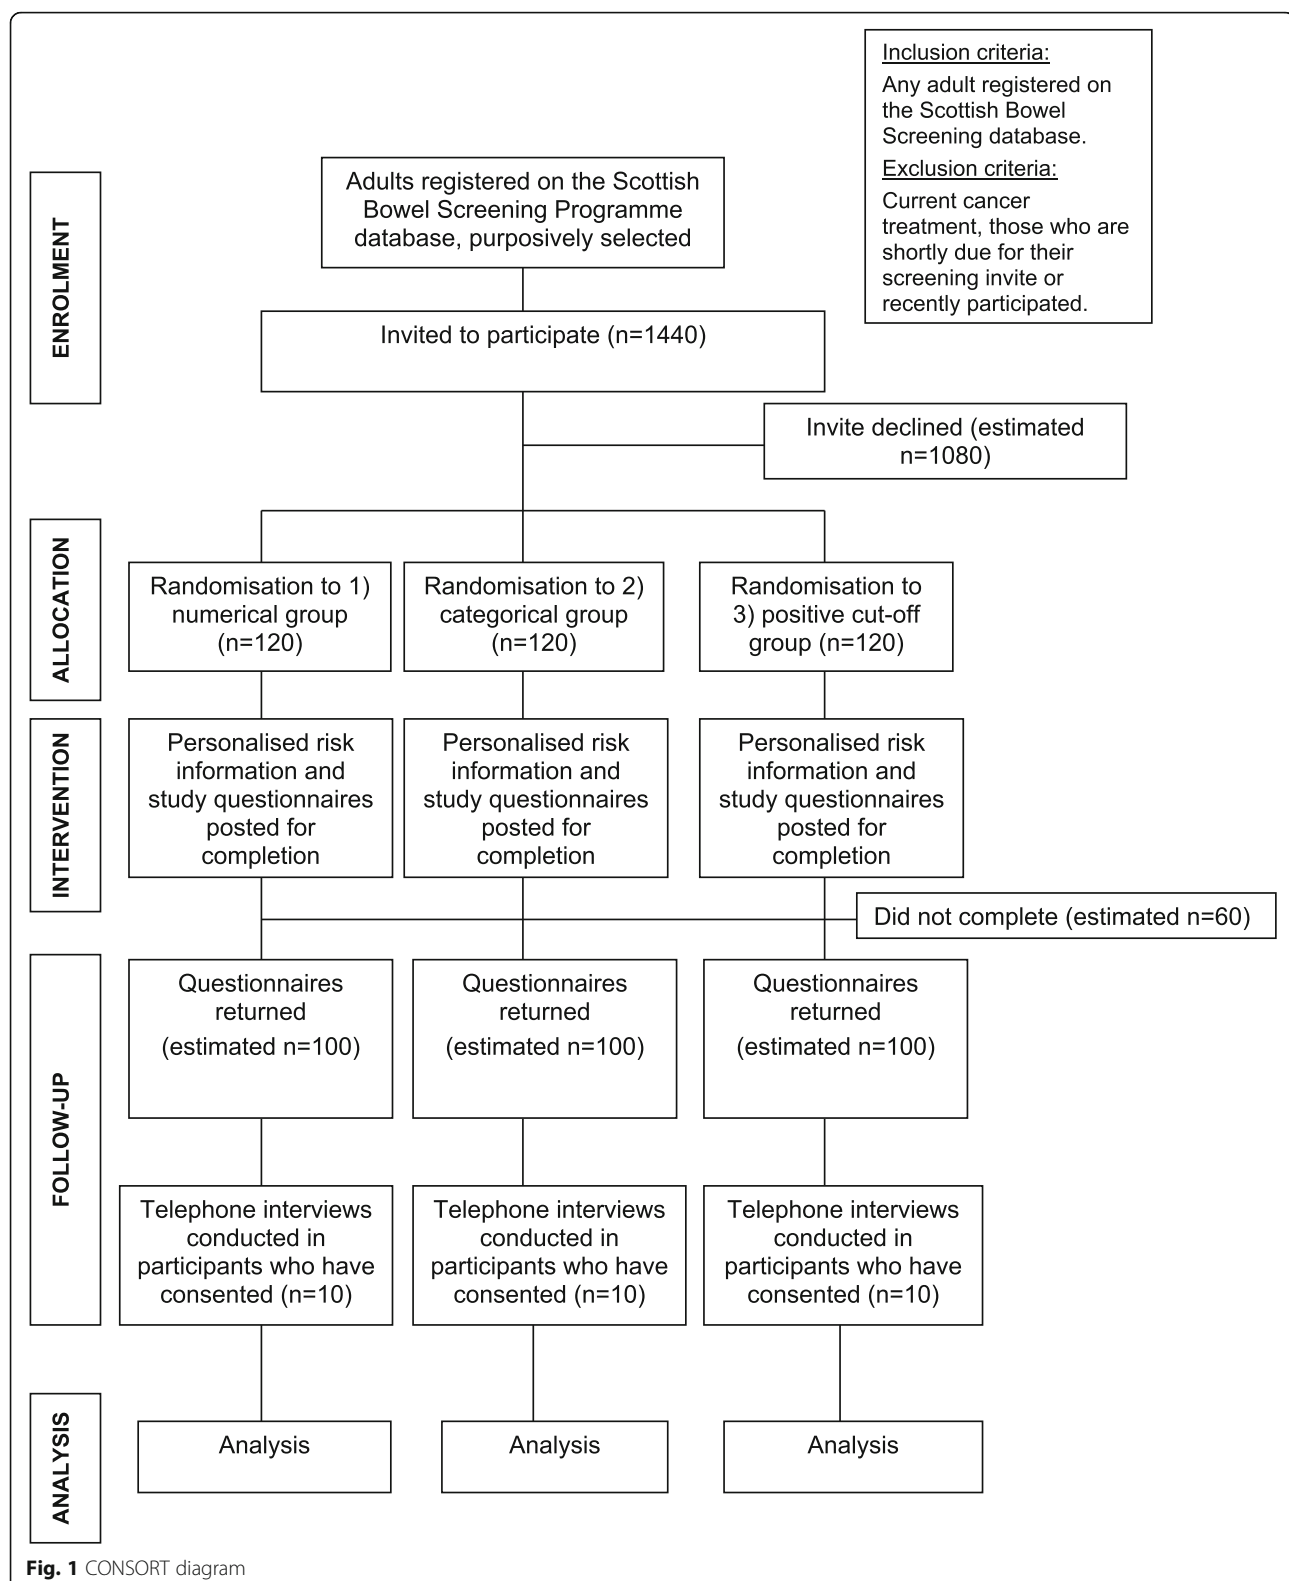 Inclusion criteria:
Any adult registered on
the Scottish Bowel
Screening database.
Exclusion criteria:
Current cancer
treatment, those who are
shortly due for their
screening invite or
recently participated.
ENROLMENT
Adults registered on the Scottish
Bowel Screening Programme
database, purposively selected
Invited to participate (n=1440)
Invite declined (estimated
n=1080)
ALLOCATION
Randomisation to 1)
numerical group
(n=120)
Randomisation to 2)
categorical group
(n=120)
Randomisation to
3) positive cut-off
group (n=120)
INTERVENTION
Personalised risk
information and
study questionnaires
posted for
completion
Personalised risk
information and
study questionnaires
posted for
completion
Personalised risk
information and
study questionnaires
posted for
completion
Did not complete (estimated n=60)
FOLLOW-UP
Questionnaires
returned
(estimated n=100)
Questionnaires
returned
(estimated n=100)
Questionnaires
returned
(estimated n=100)
Telephone interviews
conducted in
participants who have
consented (n=10)
Telephone interviews
conducted in
participants who have
consented (n=10)
Telephone interviews
conducted in
participants who have
consented (n=10)
ANALYSIS
Analysis
Analysis
Analysis
Fig. 1 CONSORT diagram